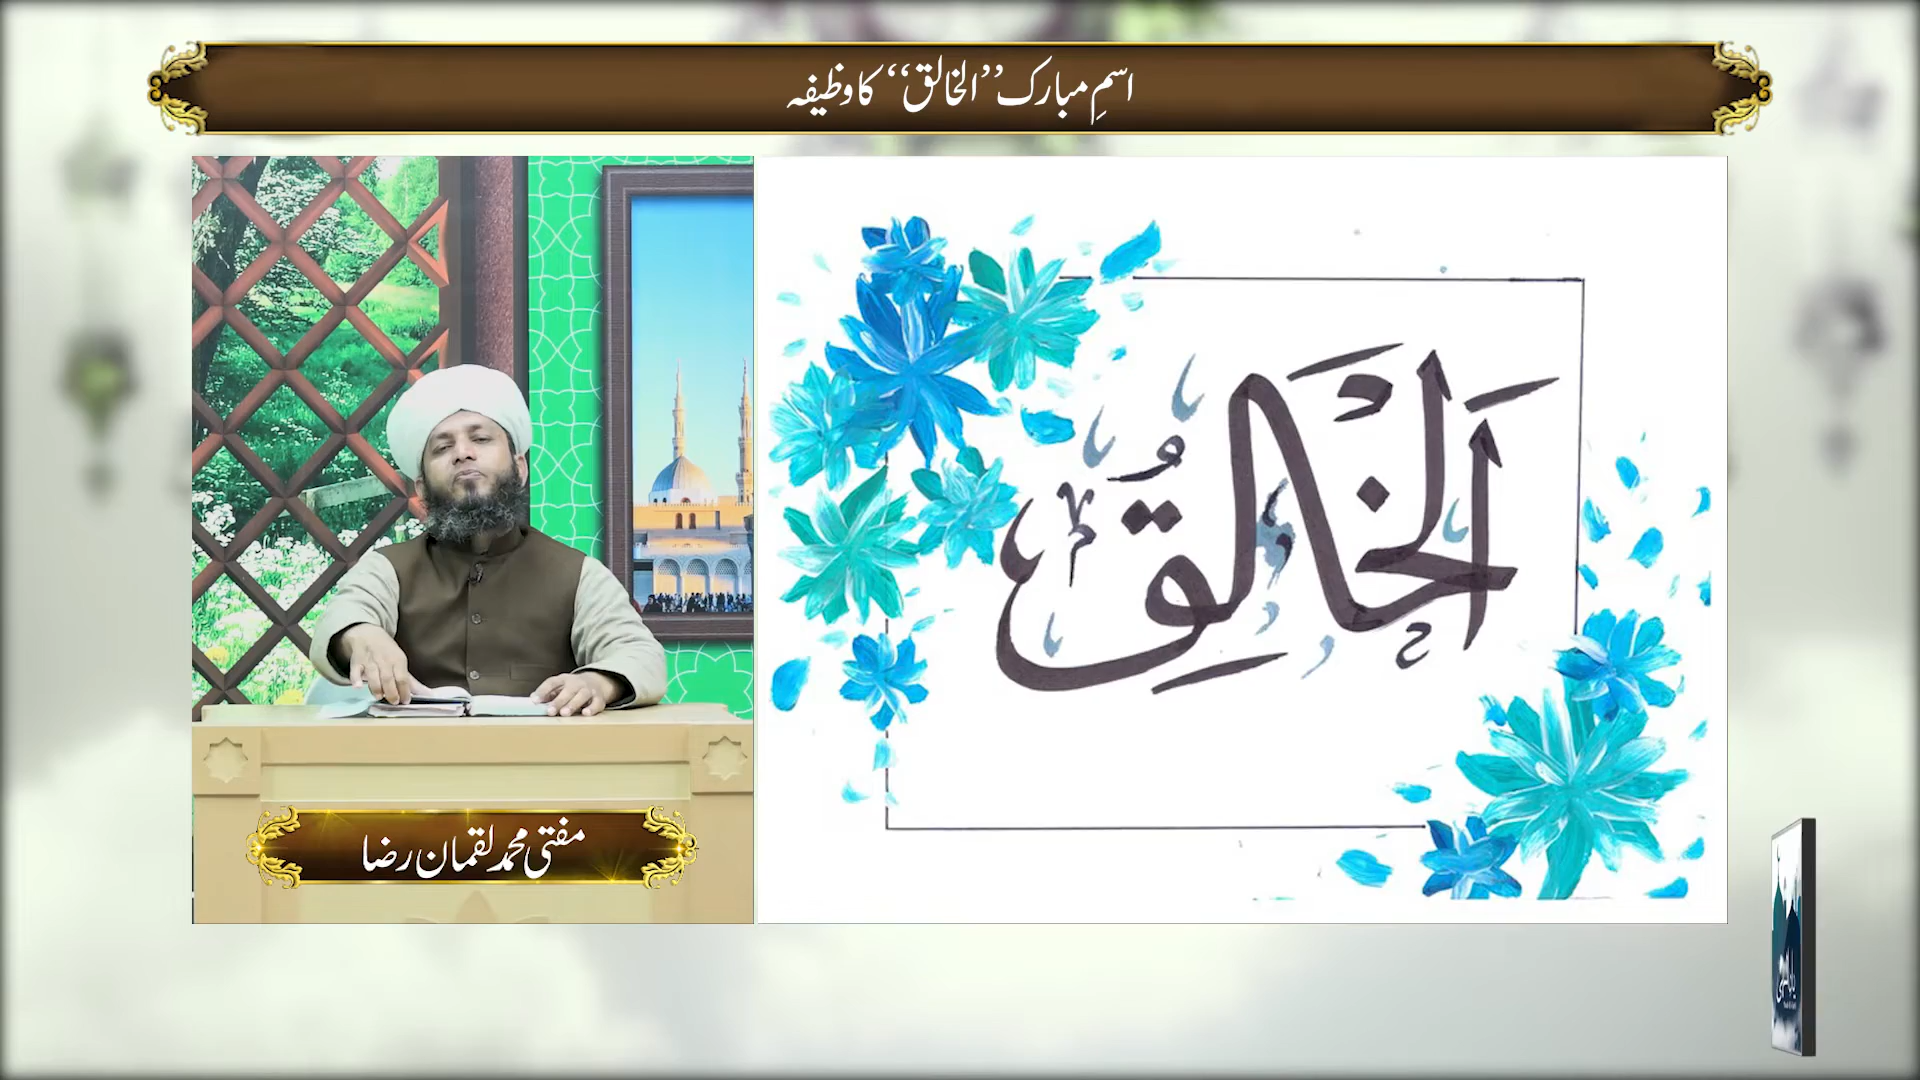 اسمِ مبارک ’’الخالق‘‘ کا وظیفہ
اَلْخَالِقُ
مفتی محمد لقمان رضا